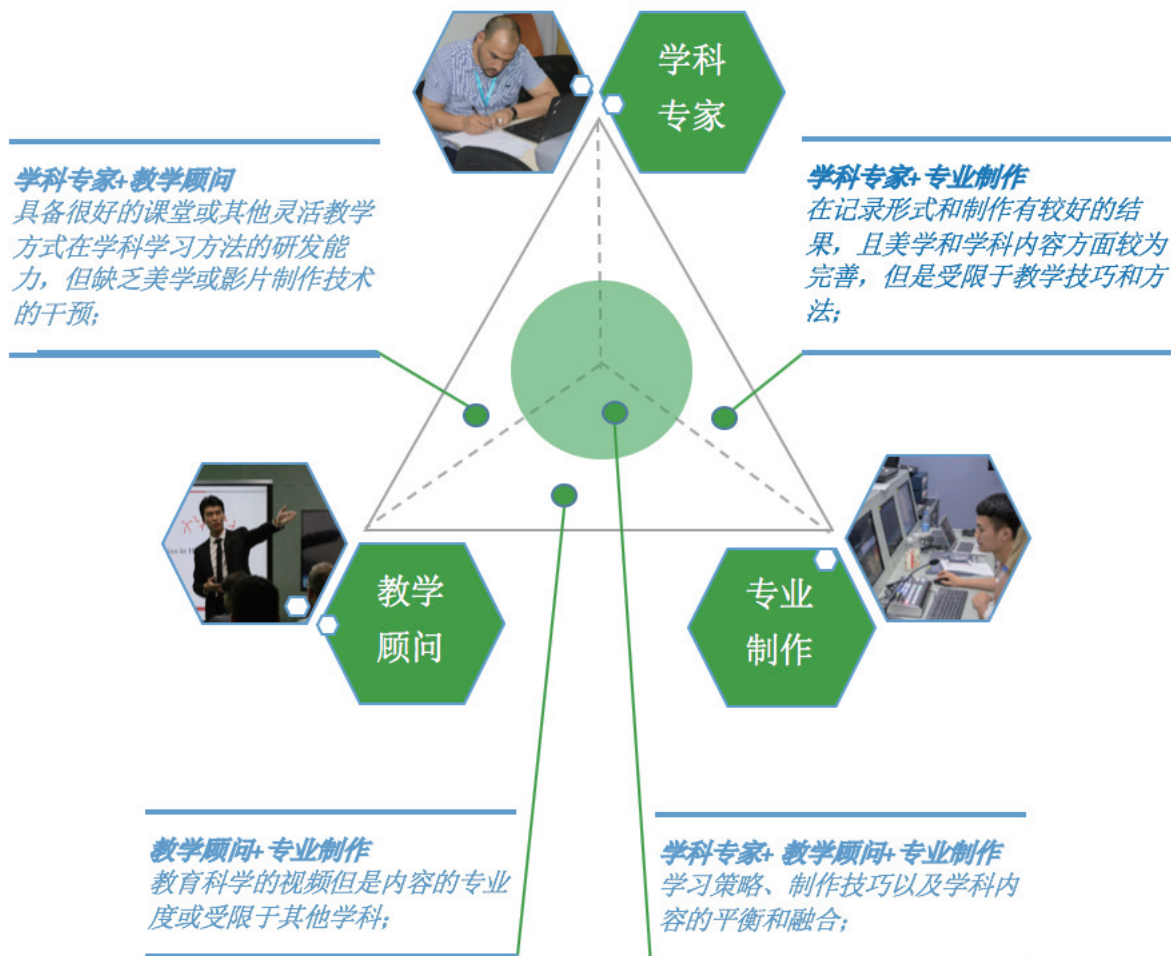 学科
专家
学科专家+教学顾问
具备很好的课堂或其他灵活教学
方式在学科学习方法的研发能
力，但缺乏美学或影片制作技术
的干预；
学科专家+专业制作
在记录形式和制作有较好的结
果，且美学和学科内容方面较为
完善，但是受限于教学技巧和方
法；
教学
顾问
专业
制作
教学顾问+专业制作
教育科学的视频但是内容的专业
度或受限于其他学科；
学科专家+ 教学顾问+专业制作
学习策略、制作技巧以及学科内
容的平衡和融合；